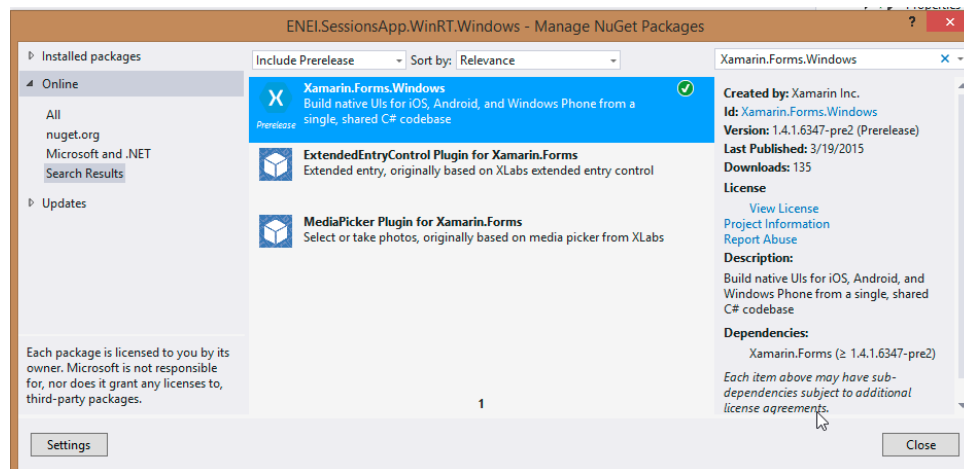 ENEI.SessionsApp.WinRT.Windows - Manage NuGet Packages
? ×
Installed packages
Online
All
nuget.org
Microsoft and .NET
Search Results
Updates
Each package is licensed to you by its
owner. Microsoft is not responsible
for, nor does it grant any licenses to,
third-party packages.
Include Prerelease Sort by: Relevance
Xamarin.Forms.Windows
Build native UIs for iOS, Android, and Windows Phone from a
Prerelease single, shared C# codebase
ExtendedEntryControl Plugin for Xamarin.Forms
Extended entry, originally based on XLabs extended entry control
MediaPicker Plugin for Xamarin.Forms
Select or take photos, originally based on media picker from XLabs
1
Xamarin.Forms.Windows
Created by: Xamarin Inc.
Id: Xamarin.Forms.Windows
Version: 1.4.1.6347-pre2 (Prerelease)
Last Published: 3/19/2015
Downloads: 135
License
View License
Project Information
Report Abuse
Description:
Build native UIs for iOS, Android, and
Windows Phone from a single, shared
C# codebase
Dependencies:
Xamarin.Forms (≥ 1.4.1.6347-pre2)
Each item above may have sub-
dependencies subject to additional
license agreements.
Settings
Close